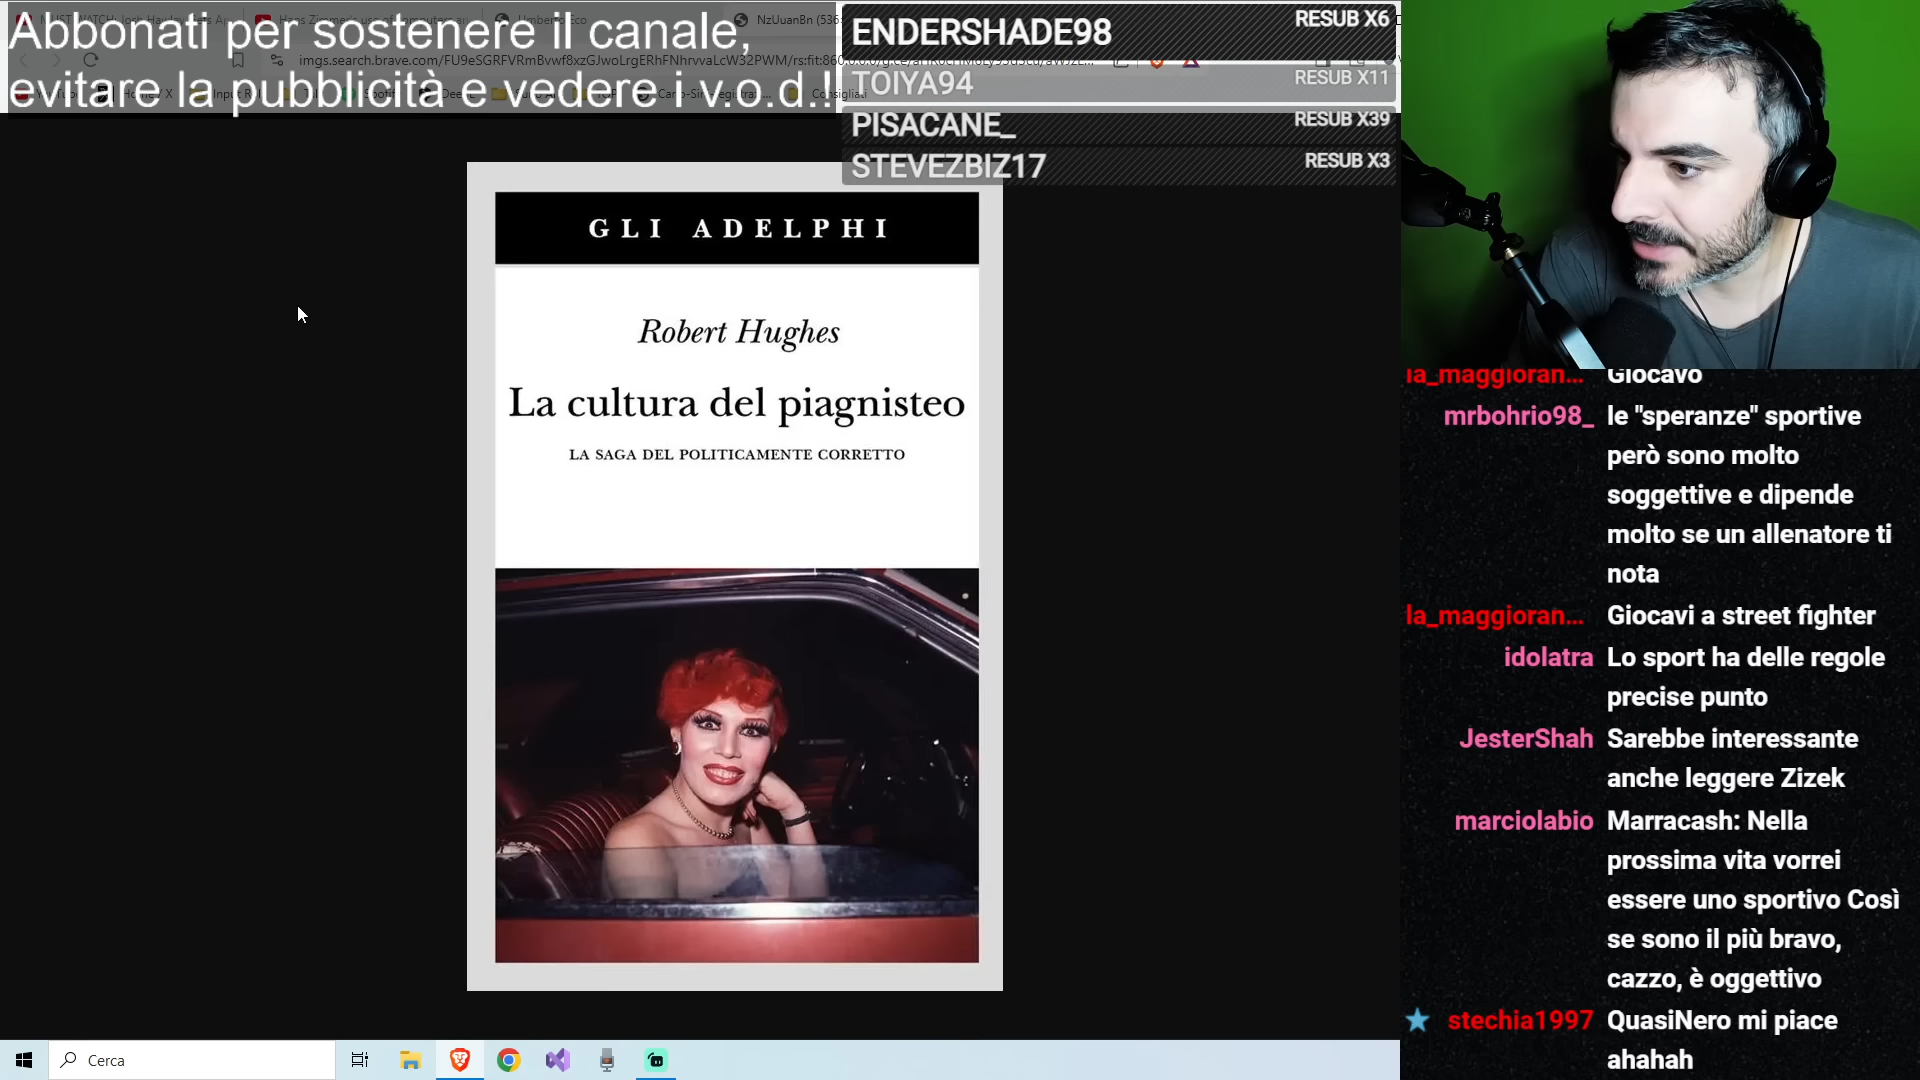 Abbonati per sostenere il canale,
evitare la pubblicità e vedere i v.o.d.!!
ENDERSHADE98 RESUB X6
TOIYA94 RESUB X11
PISACANE_ RESUB X39
STEVEZBIZ17 RESUB X3
GLI ADELPHI
Robert Hughes
La cultura del piagnisteo
LA SAGA DEL POLITICAMENTE CORRETTO
la_maggioran... Giocavo
mrbohrio98_ le "speranze" sportive
però sono molto
soggettive e dipende
molto se un allenatore ti
nota
la_maggioran... Giocavi a street fighter
idolatra Lo sport ha delle regole
precise punto
JesterShah Sarebbe interessante
anche leggere Zizek
marciolabio Marracash: Nella
prossima vita vorrei
essere uno sportivo Così
se sono il più bravo,
cazzo, è oggettivo
stechia1997 QuasiNero mi piace
ahahah
Cerca